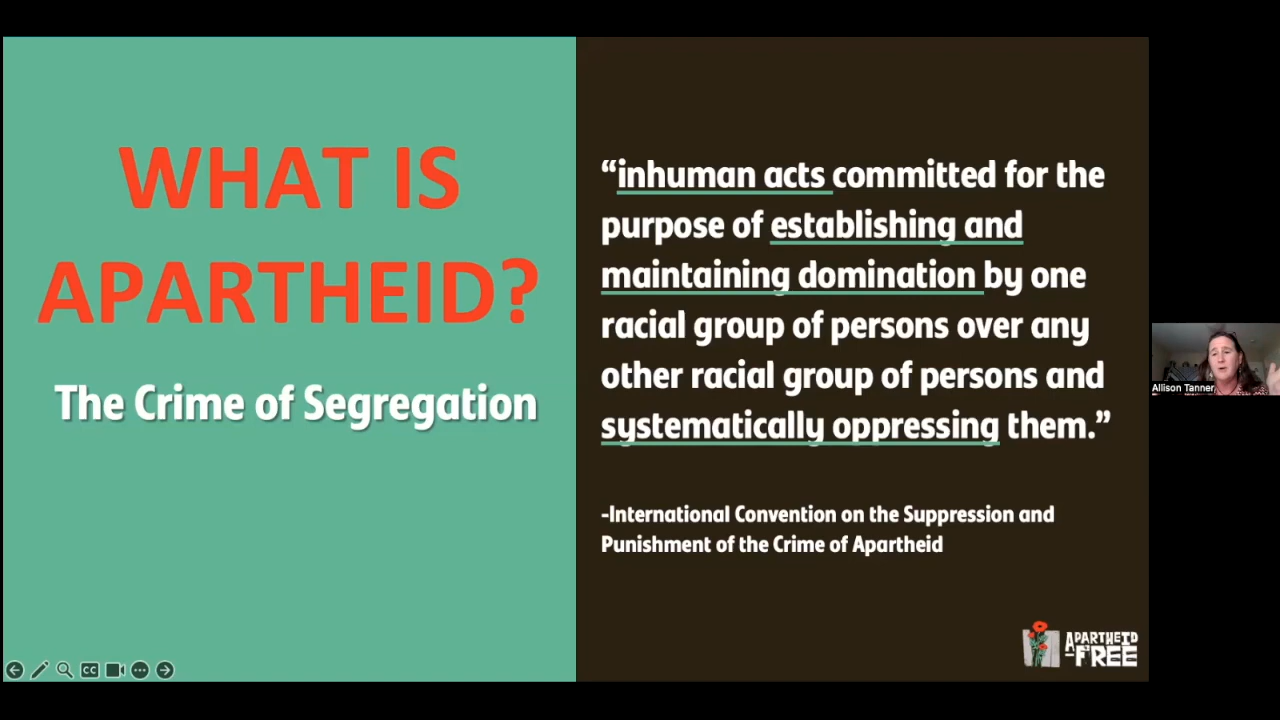 WHAT IS
APARTHEID?
The Crime of Segregation
“inhuman acts committed for the
purpose of establishing and
maintaining domination by one
racial group of persons over any
other racial group of persons and
systematically oppressing them.”
-International Convention on the Suppression and
Punishment of the Crime of Apartheid
APARTHEID
-FREE
CC
Allison Tanner